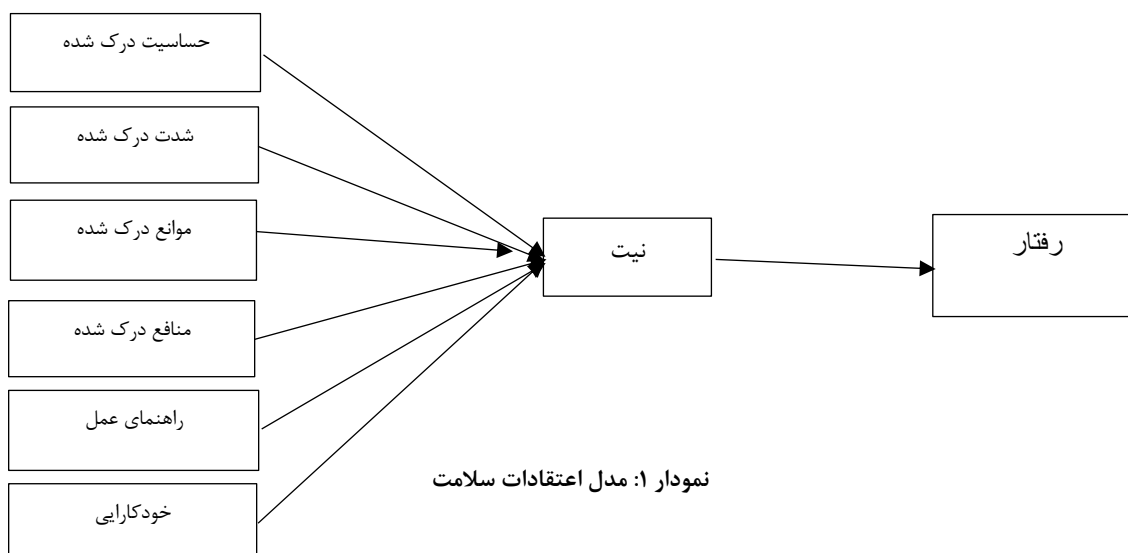 حساسیت درک شده
شدت درک شده
موانع درک شده
منافع درک شده
راهنمای عمل
خودکارایی
نیت
رفتار
نمودار ۱: مدل اعتقادات سلامت